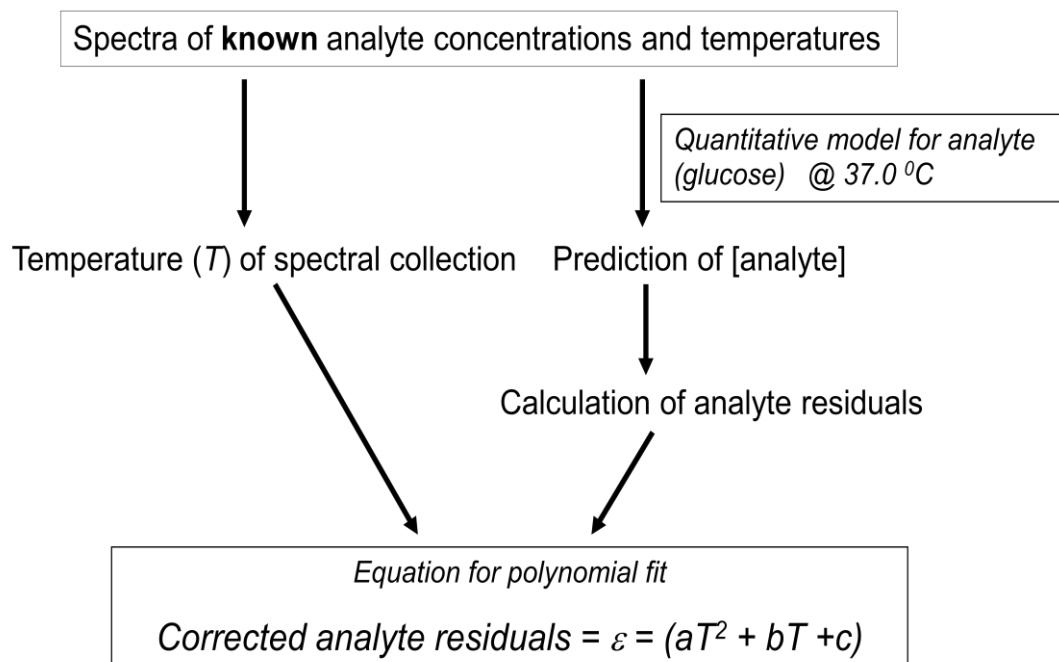 Spectra of known analyte concentrations and temperatures
Quantitative model for analyte
(glucose) @ 37.0 ⁰C
Temperature (T) of spectral collection
Prediction of [analyte]
Calculation of analyte residuals
Equation for polynomial fit
Corrected analyte residuals = ε = (aT² + bT +c)